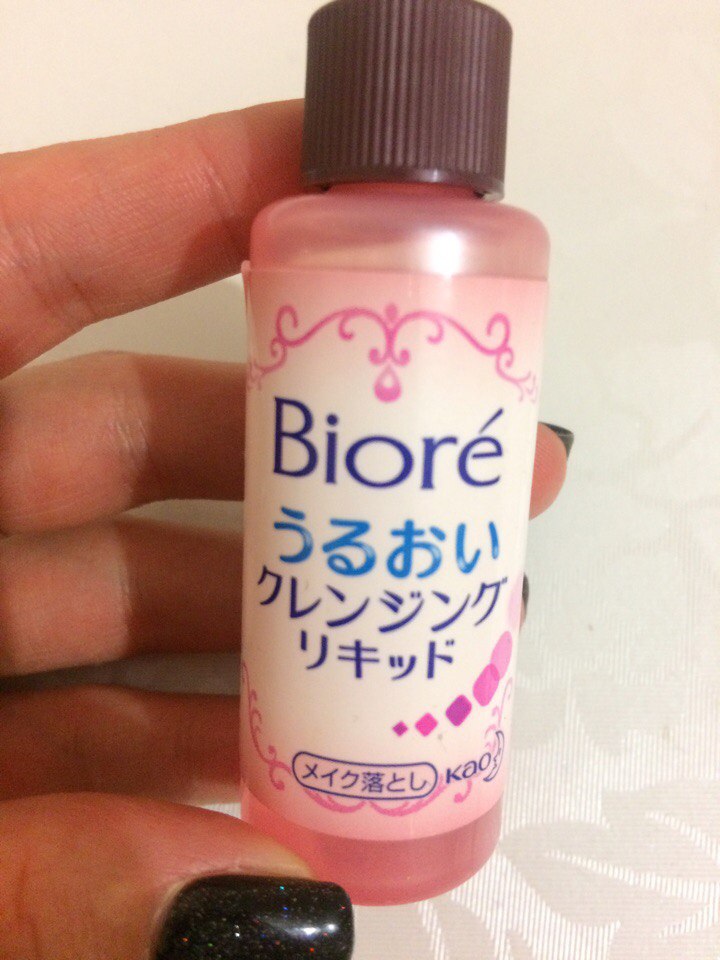 Bioré
うるおい
クレンジング
リキッド
メイク落とし Kao